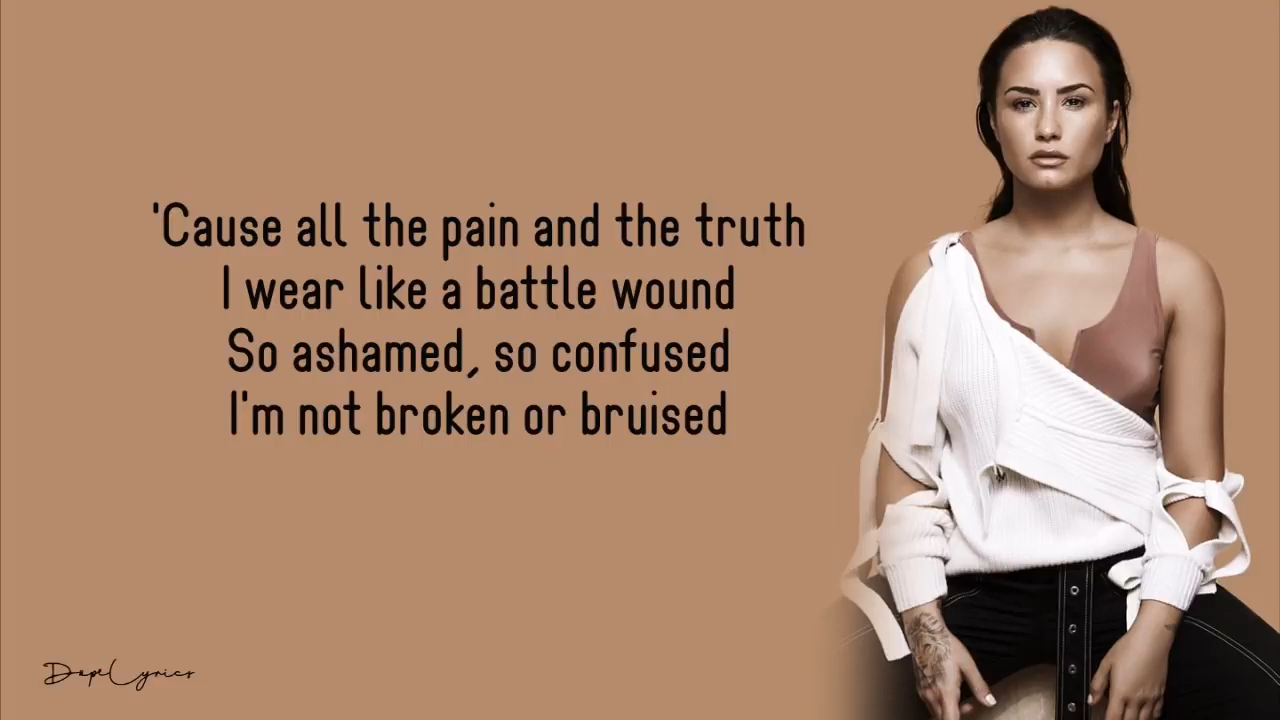 'Cause all the pain and the truth
I wear like a battle wound
So ashamed, so confused
I'm not broken or bruised
DopeLyrics